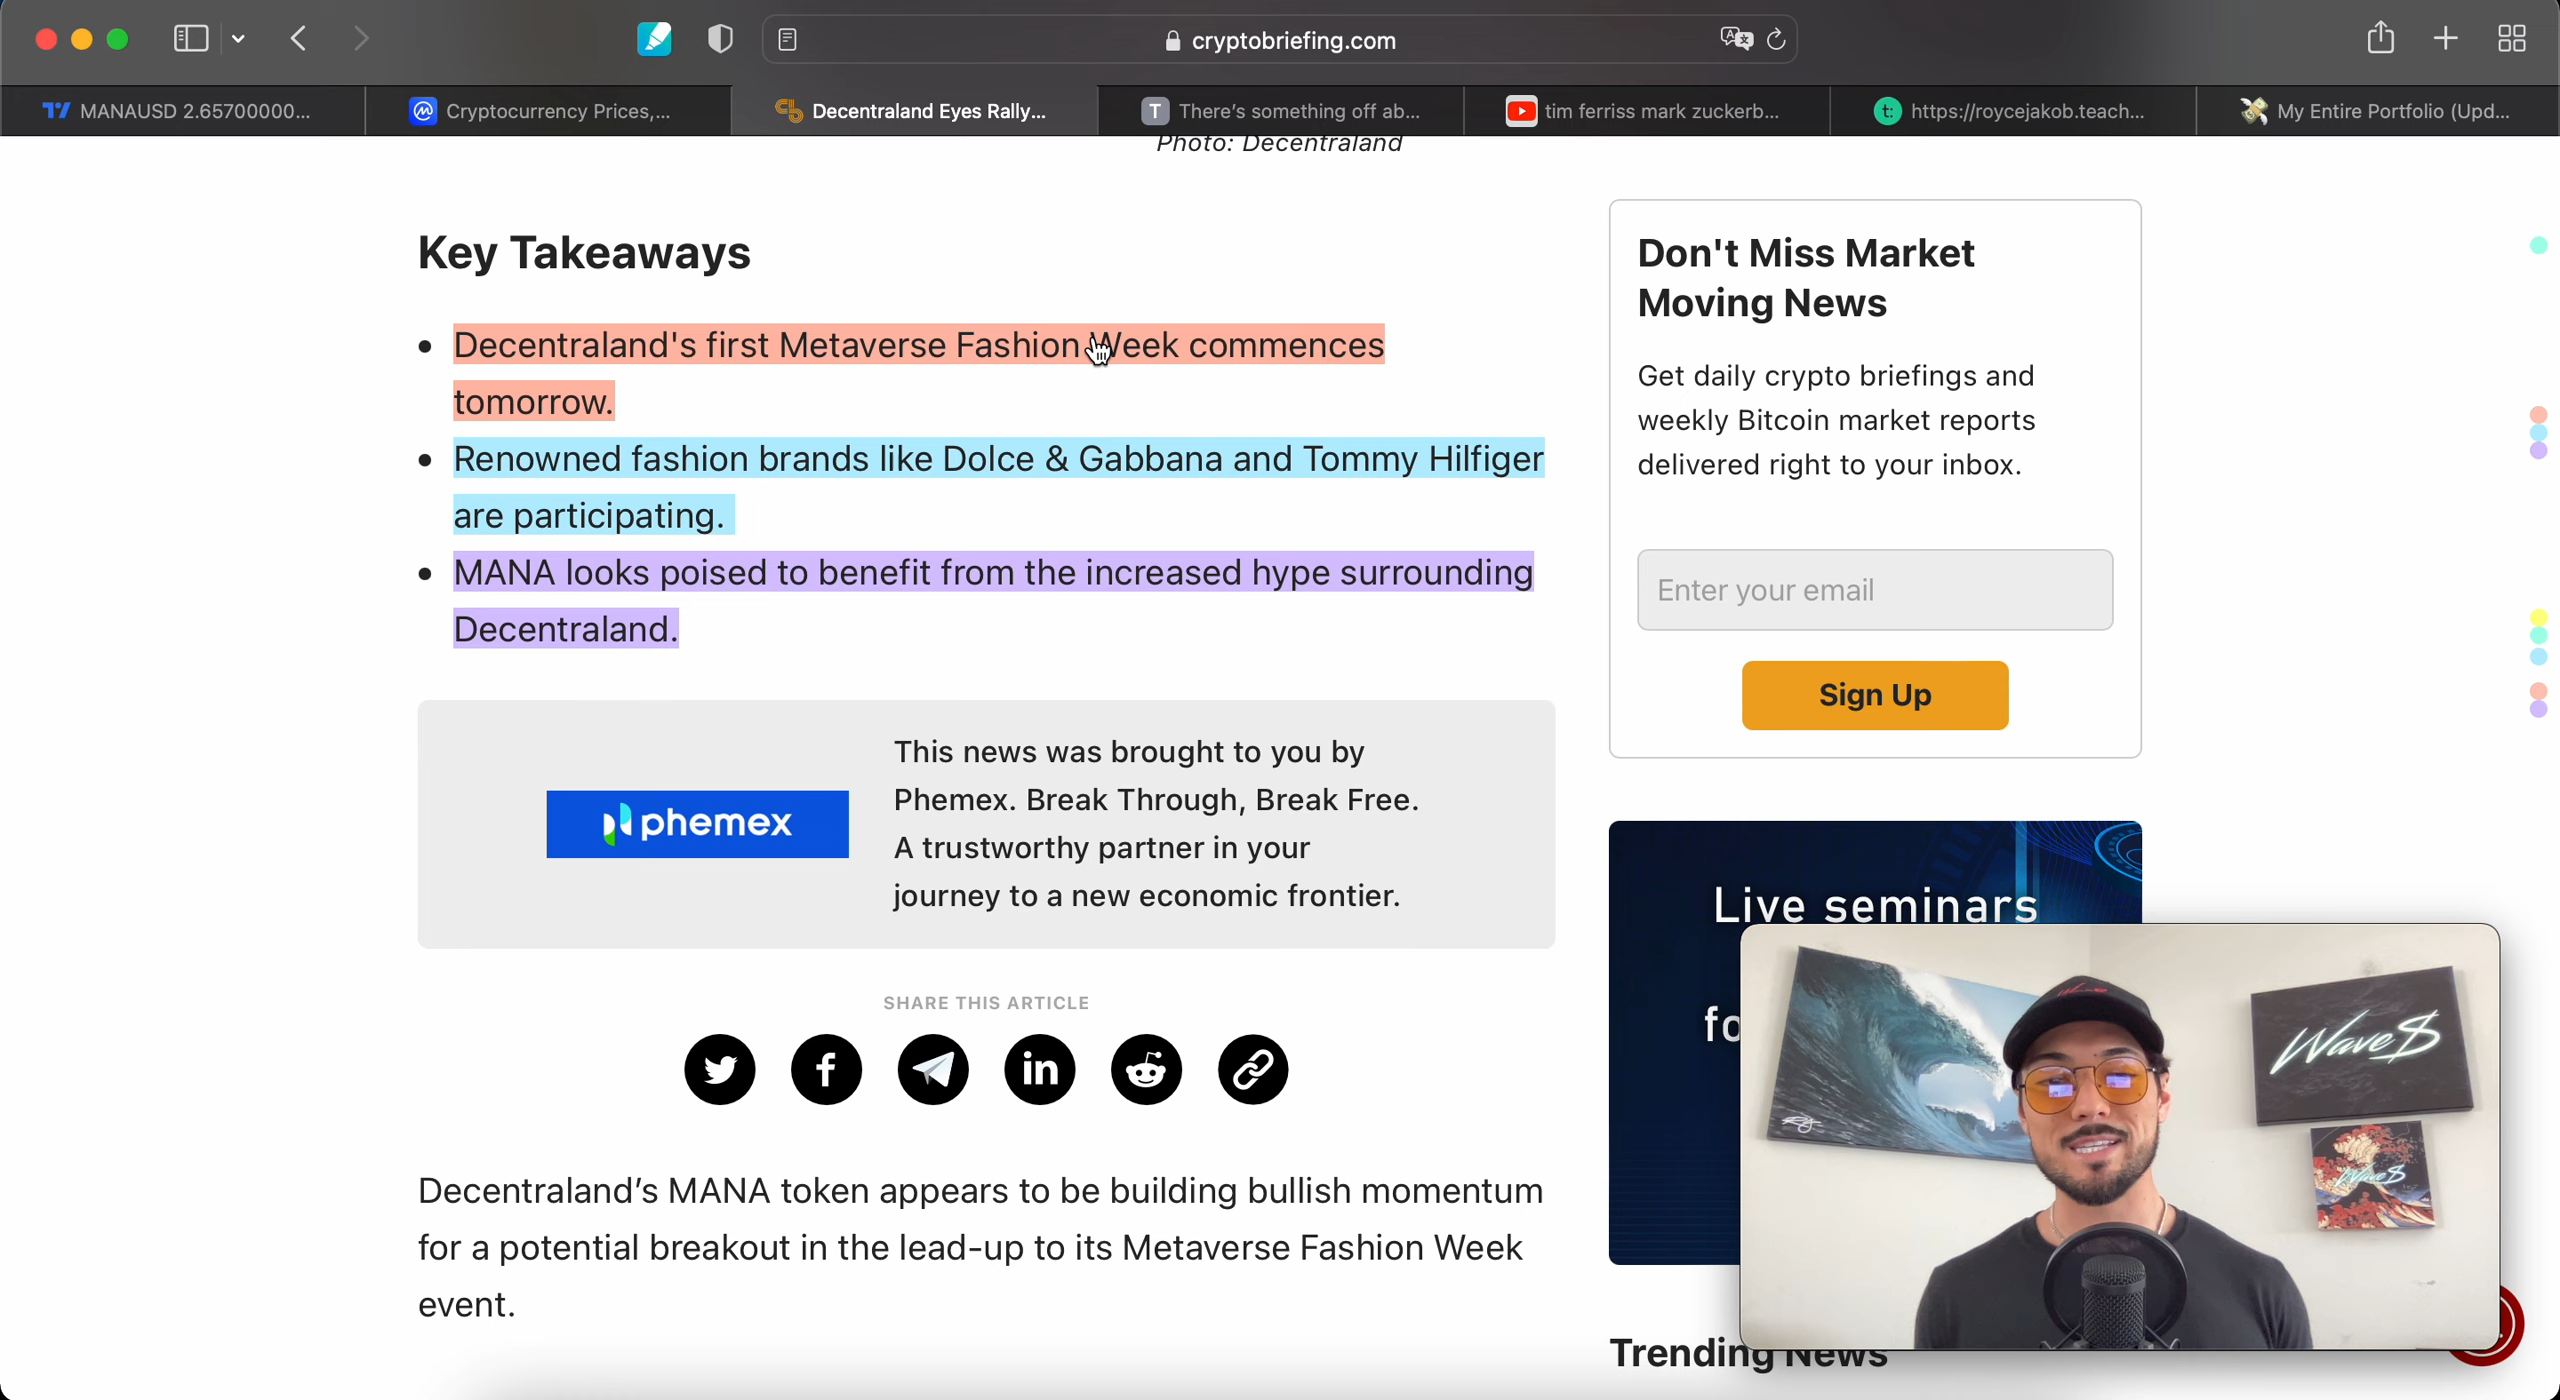 cryptobriefing.com
MANAUSD 2.65700000...
Cryptocurrency Prices,...
Decentraland Eyes Rally...
T There's something off ab...
tim ferriss mark zuckerb...
t: https://roycejakob.teach...
My Entire Portfolio (Upd...
Photo: Decentraland
Key Takeaways
• Decentraland's first Metaverse Fashion Week commences
tomorrow.
• Renowned fashion brands like Dolce & Gabbana and Tommy Hilfiger
are participating.
• MANA looks poised to benefit from the increased hype surrounding
Decentraland.
Don't Miss Market
Moving News
Get daily crypto briefings and
weekly Bitcoin market reports
delivered right to your inbox.
Enter your email
Sign Up
phemex
This news was brought to you by
Phemex. Break Through, Break Free.
A trustworthy partner in your
journey to a new economic frontier.
SHARE THIS ARTICLE
Decentraland's MANA token appears to be building bullish momentum
for a potential breakout in the lead-up to its Metaverse Fashion Week
event.
Live seminars
Wave$
Wave$
Trending News